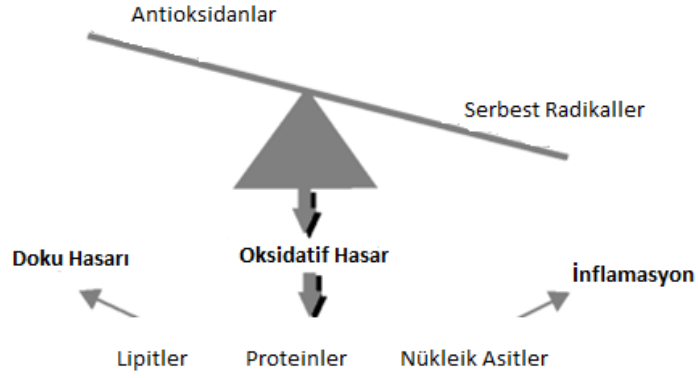 Antioksidanlar
Serbest Radikaller
Doku Hasarı
Oksidatif Hasar
İnflamasyon
Lipitler Proteinler Nükleik Asitler